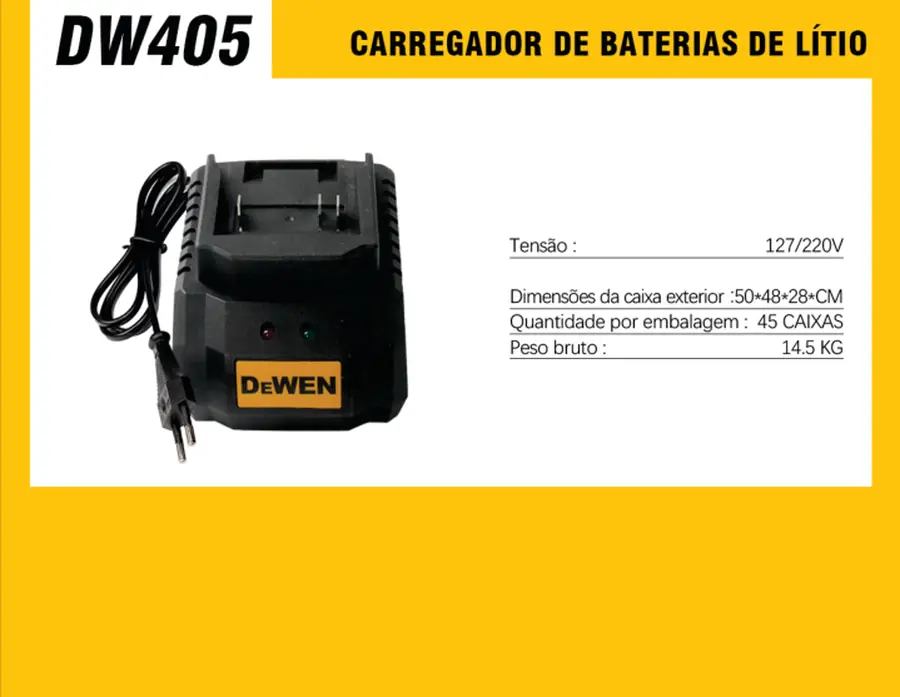 DW405
CARREGADOR DE BATERIAS DE LÍTIO
Tensão : 127/220V
Dimensões da caixa exterior :50*48*28*CM
Quantidade por embalagem : 45 CAIXAS
Peso bruto : 14.5 KG
DEWEN